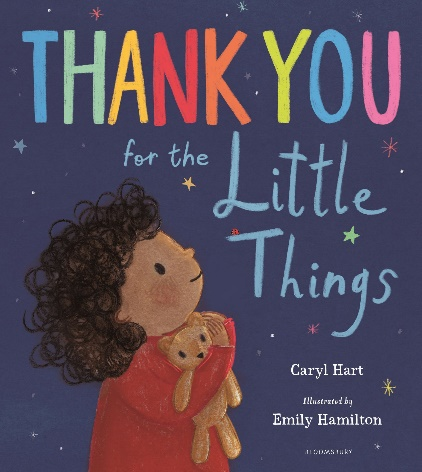 THANK YOU
for the
Little
Things
Caryl Hart
Illustrated by
Emily Hamilton
BLOOMSBURY